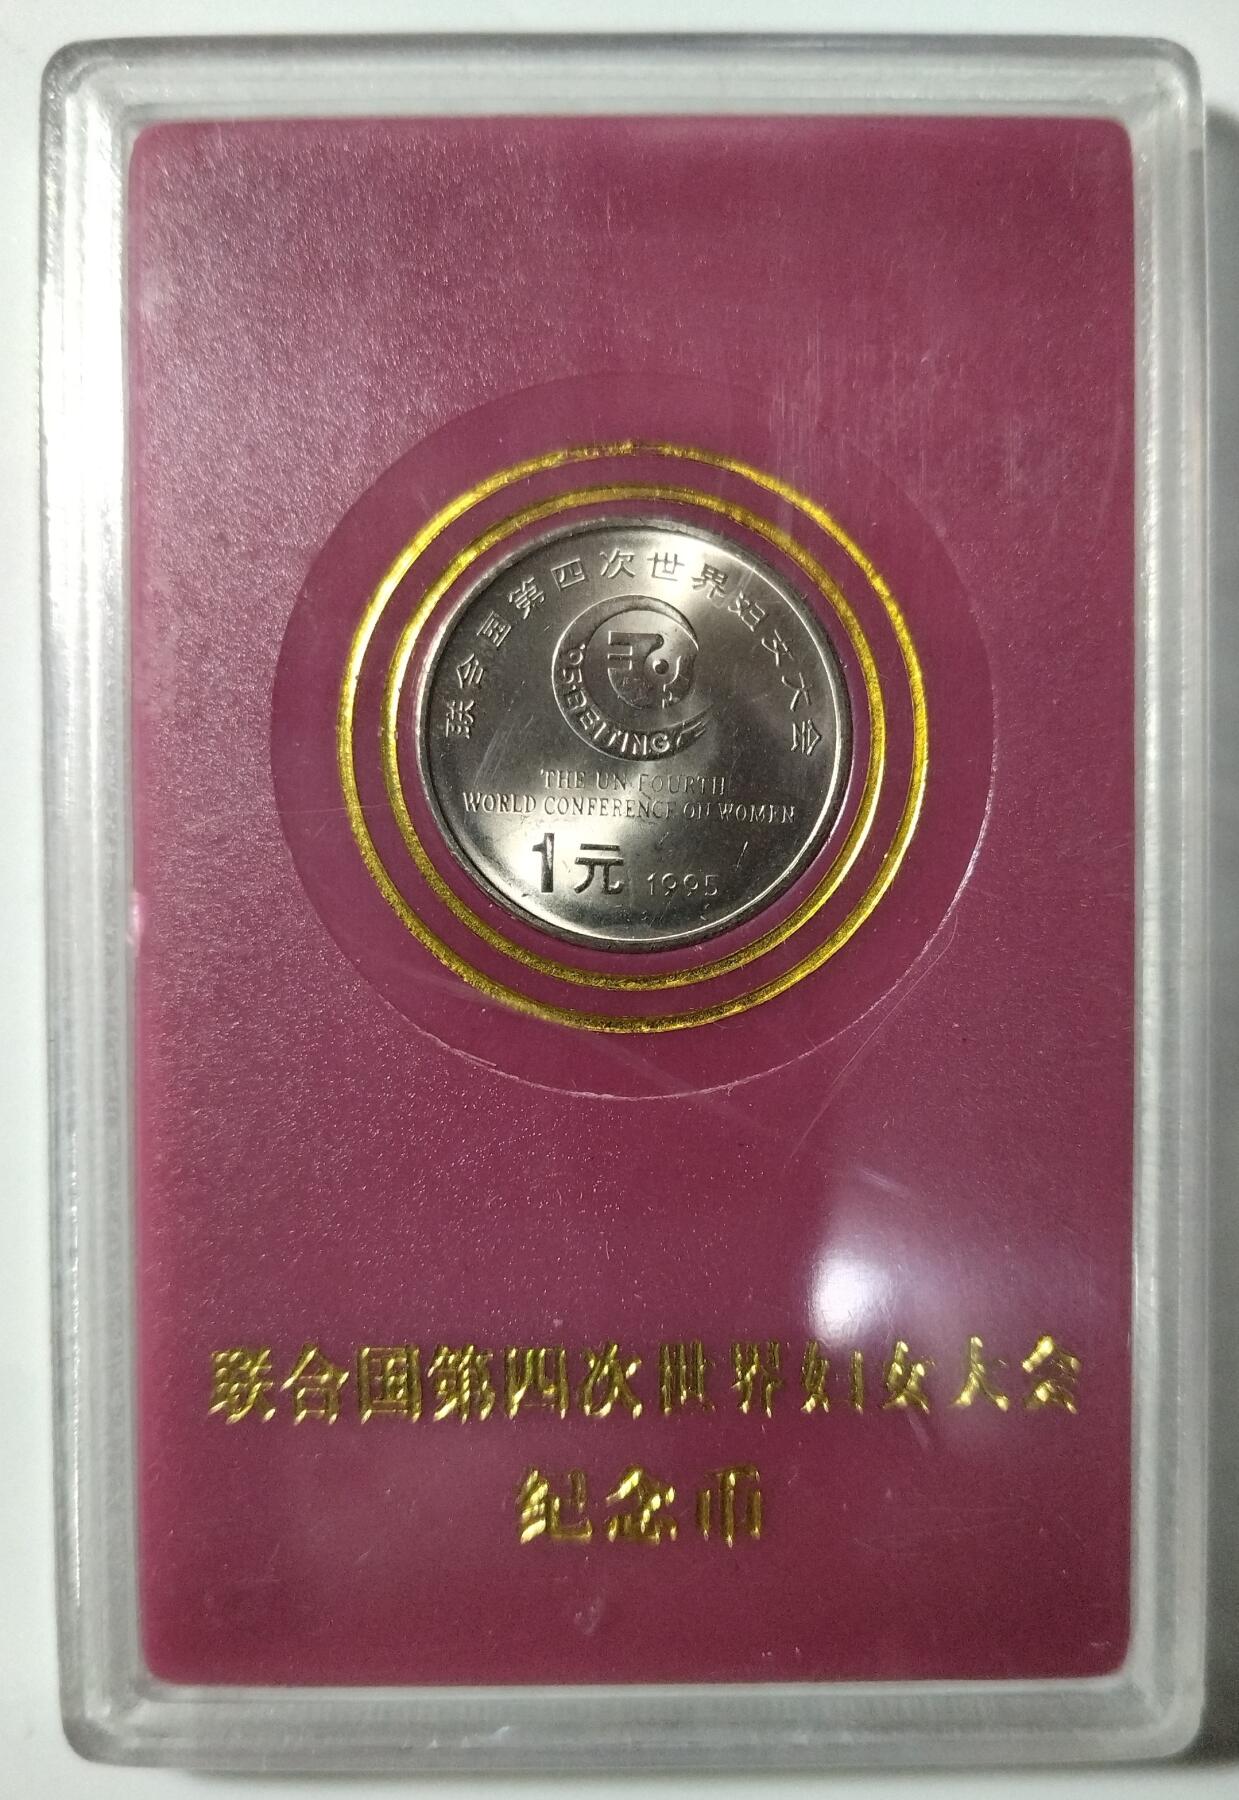 联合国第四次世界妇女大会
'95·BEIJING
THE UN FOURTH
WORLD CONFERENCE ON WOMEN
1元 1995
联合国第四次世界妇女大会
纪念币